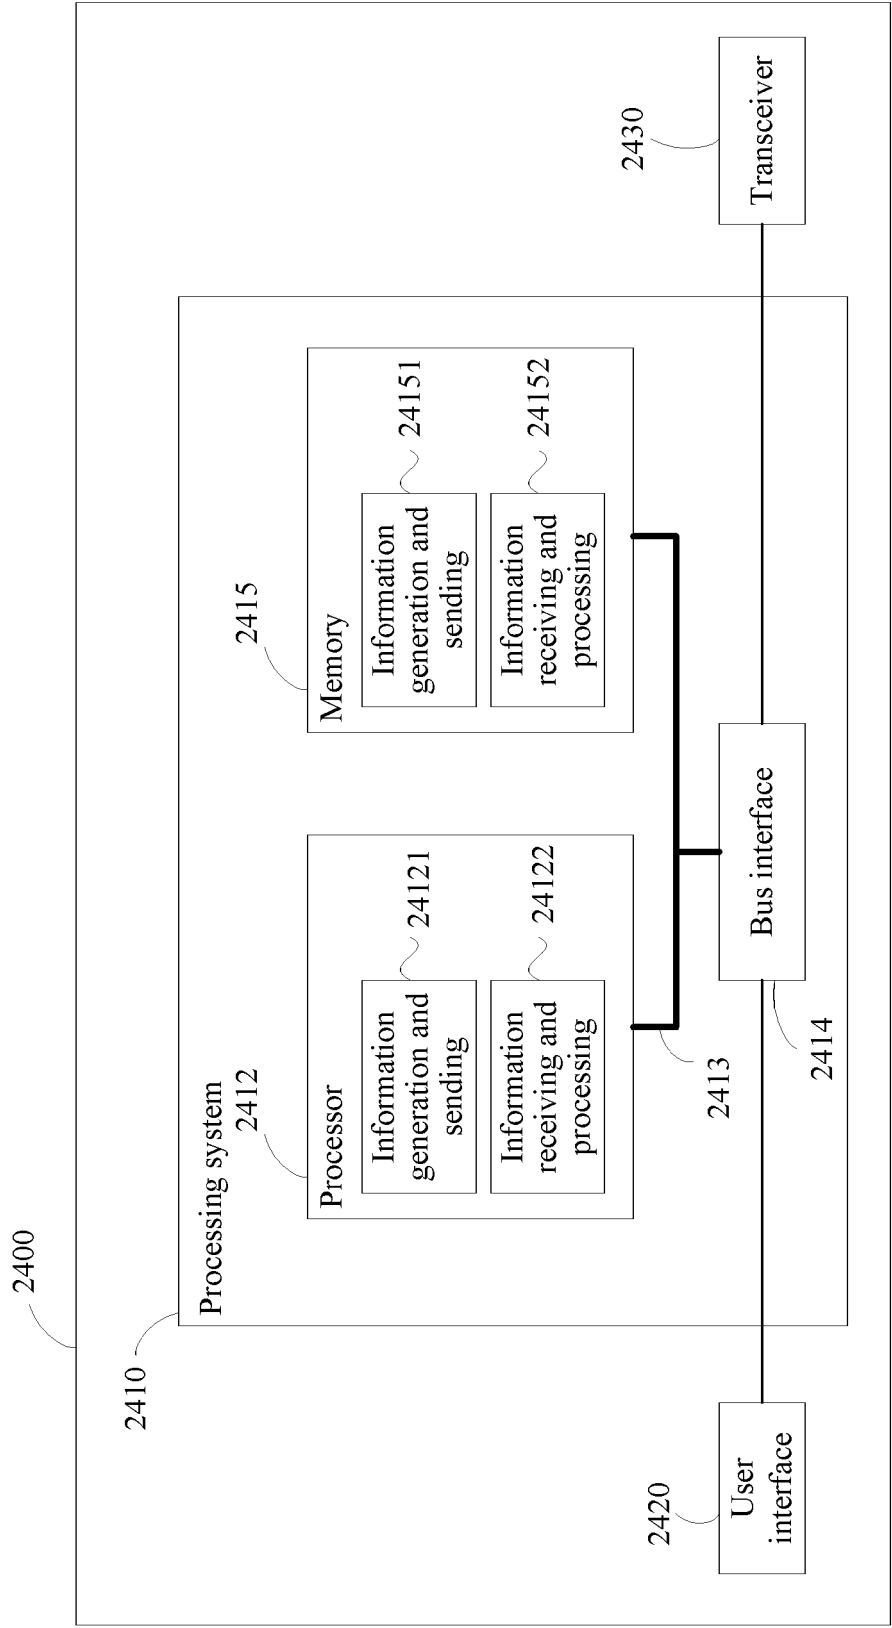 2400
2410
Processing system
2412
Processor
Information
generation and
sending
24121
Information
receiving and
processing
24122
2415
Memory
Information
generation and
sending
24151
Information
receiving and
processing
24152
2413
2420
User
interface
Bus interface
2414
2430
Transceiver